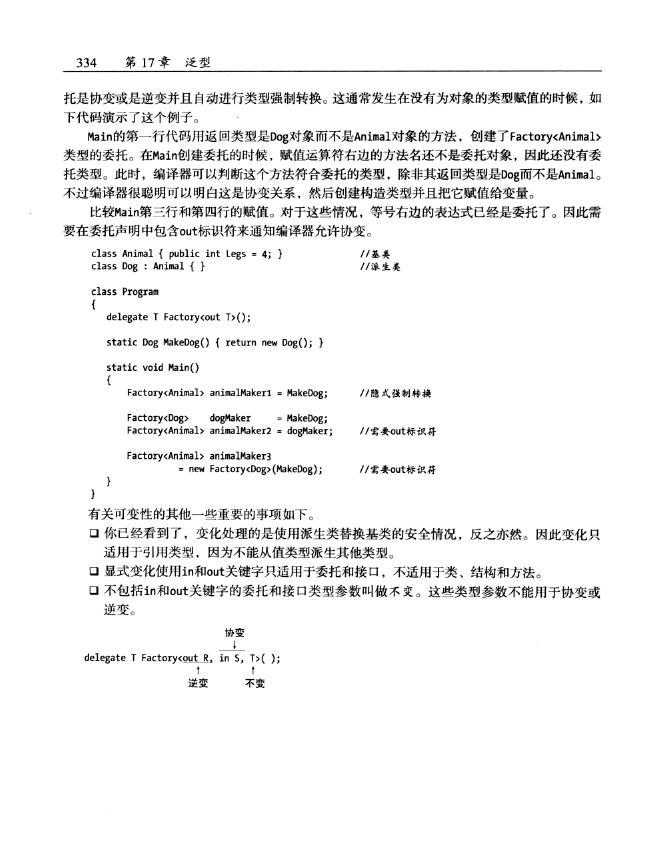 334 第 17 章 泛型
托是协变或是逆变并且自动进行类型强制转换。这通常发生在没有为对象的类型赋值的时候，如
下代码演示了这个例子。
Main的第一行代码用返回类型是Dog对象而不是Animal对象的方法，创建了Factory<Animal>
类型的委托。在Main创建委托的时候，赋值运算符右边的方法名还不是委托对象，因此还没有委
托类型。此时，编译器可以判断这个方法符合委托的类型，除非其返回类型是Dog而不是Animal。
不过编译器很聪明可以明白这是协变关系，然后创建构造类型并且把它赋值给变量。
比较Main第三行和第四行的赋值。对于这些情况，等号右边的表达式已经是委托了。因此需
要在委托声明中包含out标识符来通知编译器允许协变。
class Animal { public int Legs = 4; } //基类
class Dog : Animal { } //派生类
class Program
{
delegate T Factory<out T>();
static Dog MakeDog() { return new Dog(); }
static void Main()
{
Factory<Animal> animalMaker1 = MakeDog; //隐式强制转换
Factory<Dog> dogMaker = MakeDog;
Factory<Animal> animalMaker2 = dogMaker; //需要out标识符
Factory<Animal> animalMaker3
= new Factory<Dog>(MakeDog); //需要out标识符
}
}
有关可变性的其他一些重要的事项如下。
❑ 你已经看到了，变化处理的是使用派生类替换基类的安全情况，反之亦然。因此变化只
适用于引用类型，因为不能从值类型派生其他类型。
❑ 显式变化使用in和out关键字只适用于委托和接口，不适用于类、结构和方法。
❑ 不包括in和out关键字的委托和接口类型参数叫做不变。这些类型参数不能用于协变或
逆变。
协变
↓
delegate T Factory<out R, in S, T>( );
↑ ↑
逆变 不变